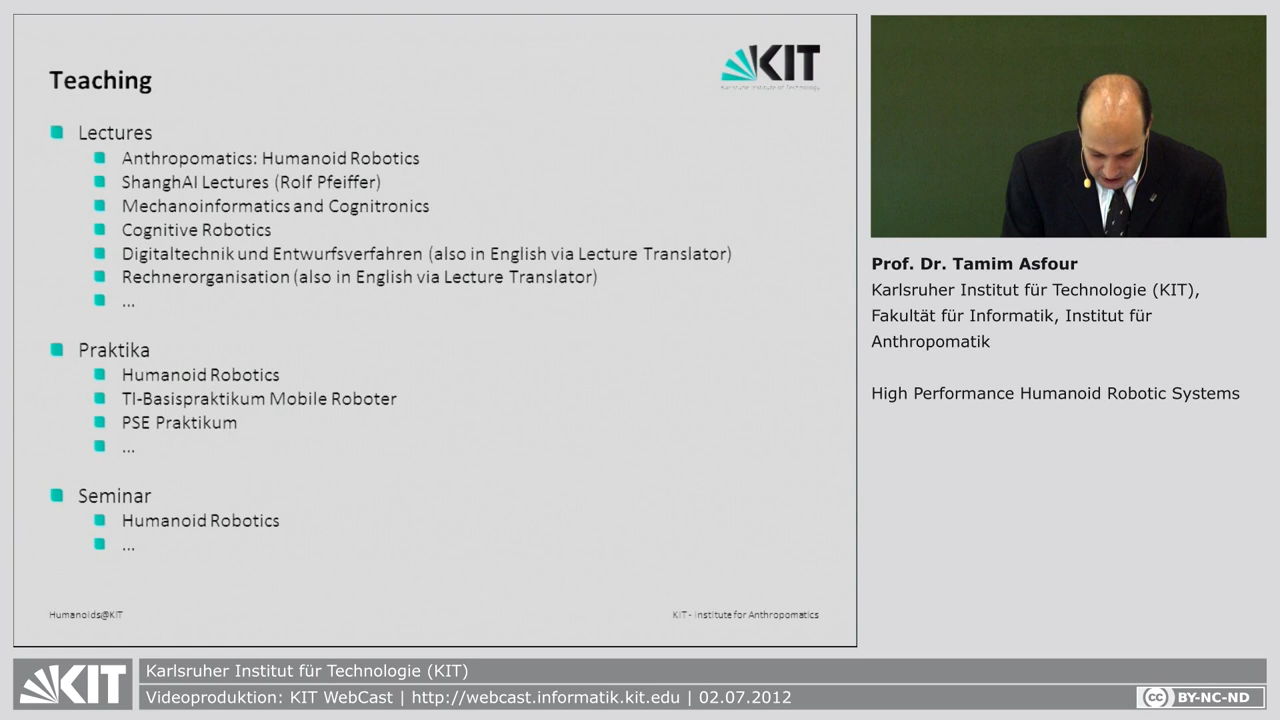 Teaching
KIT
Karlsruhe Institute of Technology
Lectures
Anthropomatics: Humanoid Robotics
ShanghAI Lectures (Rolf Pfeiffer)
Mechanoinformatics and Cognitronics
Cognitive Robotics
Digitaltechnik und Entwurfsverfahren (also in English via Lecture Translator)
Rechnerorganisation (also in English via Lecture Translator)
...
Praktika
Humanoid Robotics
TI-Basispraktikum Mobile Roboter
PSE Praktikum
...
Seminar
Humanoid Robotics
...
Humanoids@KIT
KIT - Institute for Anthropomatics
Prof. Dr. Tamim Asfour
Karlsruher Institut für Technologie (KIT),
Fakultät für Informatik, Institut für
Anthropomatik
High Performance Humanoid Robotic Systems
KIT
Karlsruher Institut für Technologie (KIT)
Videoproduktion: KIT WebCast | http://webcast.informatik.kit.edu | 02.07.2012
cc BY-NC-ND